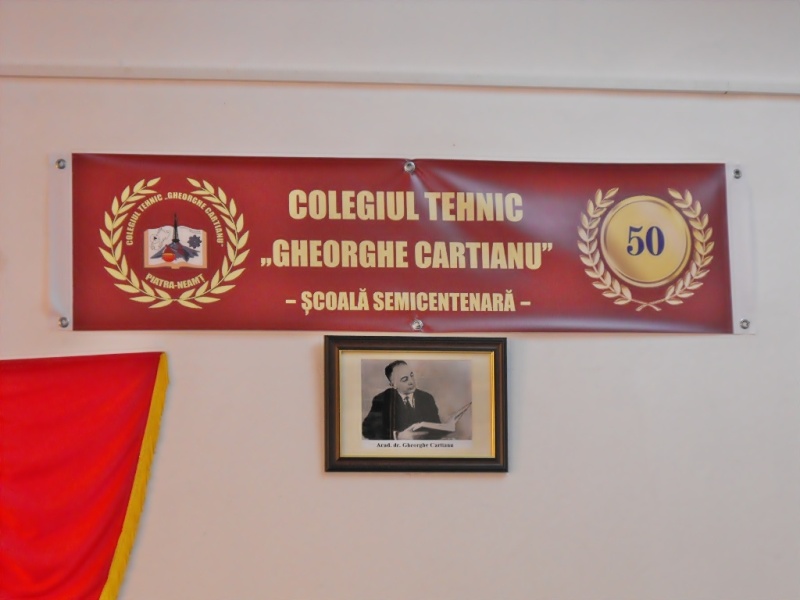 COLEGIUL TEHNIC „GHEORGHE CARTIANU”
PIATRA-NEAMȚ
COLEGIUL TEHNIC
„GHEORGHE CARTIANU”
– ȘCOALĂ SEMICENTENARĂ –
50
Acad. dr. Gheorghe Cartianu